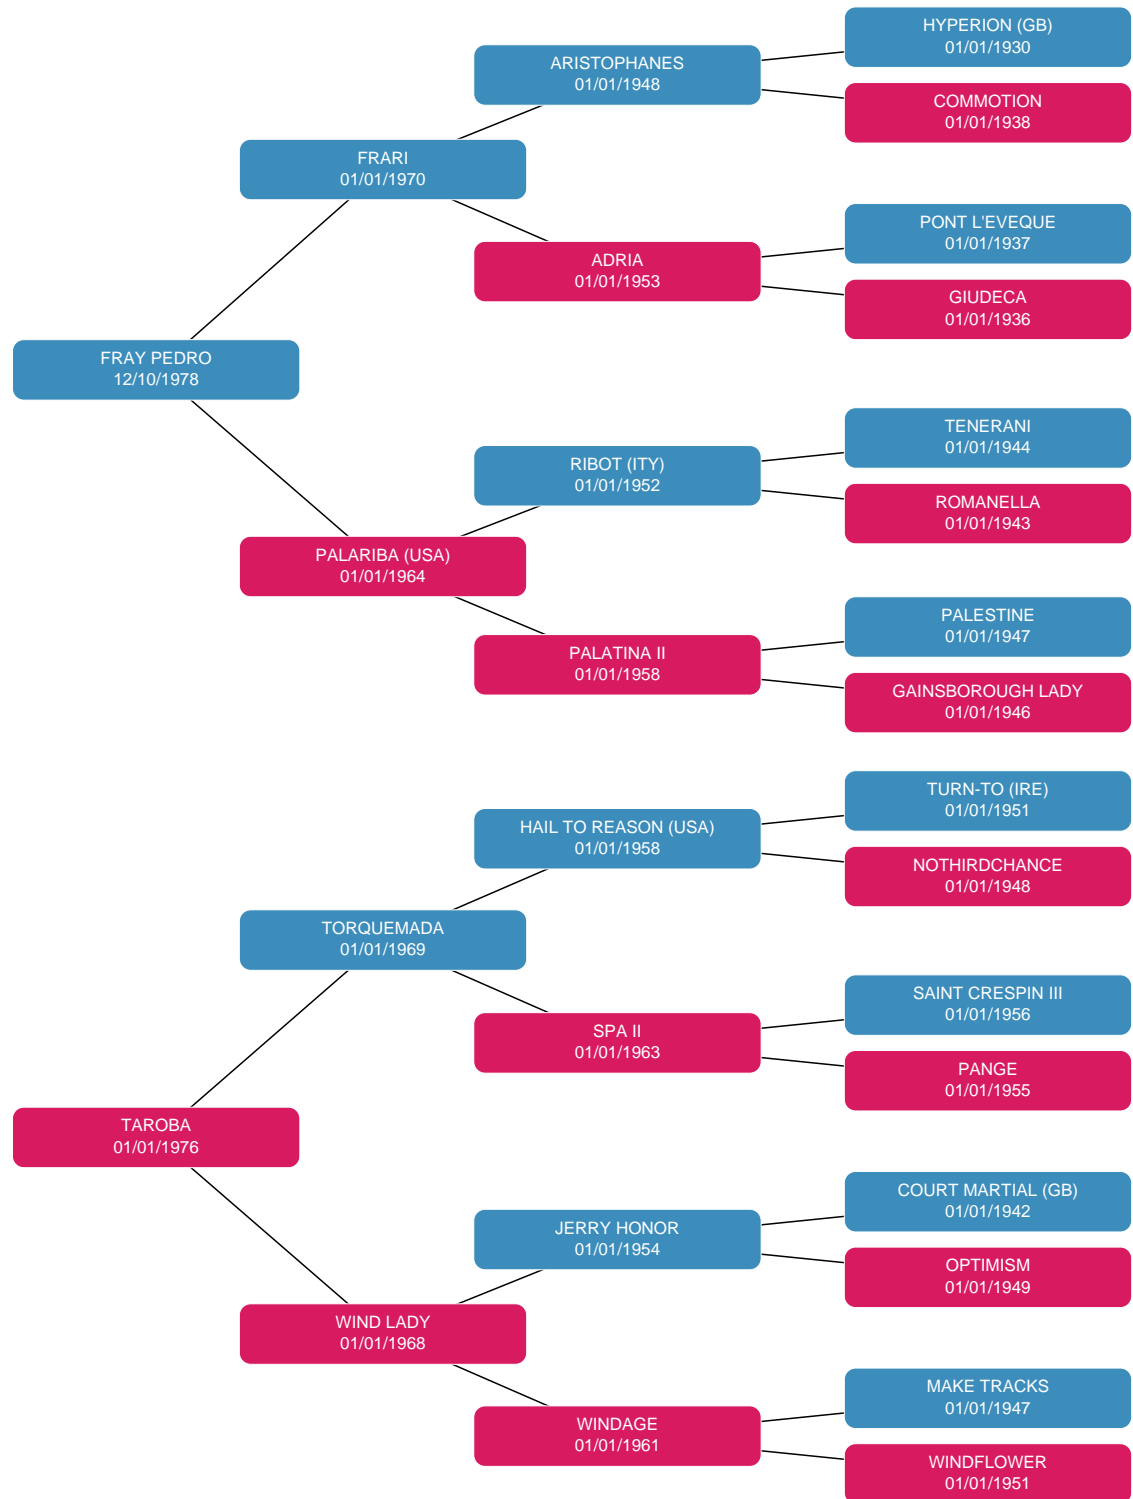 HYPERION (GB)
01/01/1930
ARISTOPHANES
01/01/1948
COMMOTION
01/01/1938
FRARI
01/01/1970
PONT L'EVEQUE
01/01/1937
ADRIA
01/01/1953
GIUDECA
01/01/1936
FRAY PEDRO
12/10/1978
TENERANI
01/01/1944
RIBOT (ITY)
01/01/1952
ROMANELLA
01/01/1943
PALARIBA (USA)
01/01/1964
PALESTINE
01/01/1947
PALATINA II
01/01/1958
GAINSBOROUGH LADY
01/01/1946
TURN-TO (IRE)
01/01/1951
HAIL TO REASON (USA)
01/01/1958
NOTHIRDCHANCE
01/01/1948
TORQUEMADA
01/01/1969
SAINT CRESPIN III
01/01/1956
SPA II
01/01/1963
PANGE
01/01/1955
TAROBA
01/01/1976
COURT MARTIAL (GB)
01/01/1942
JERRY HONOR
01/01/1954
OPTIMISM
01/01/1949
WIND LADY
01/01/1968
MAKE TRACKS
01/01/1947
WINDAGE
01/01/1961
WINDFLOWER
01/01/1951